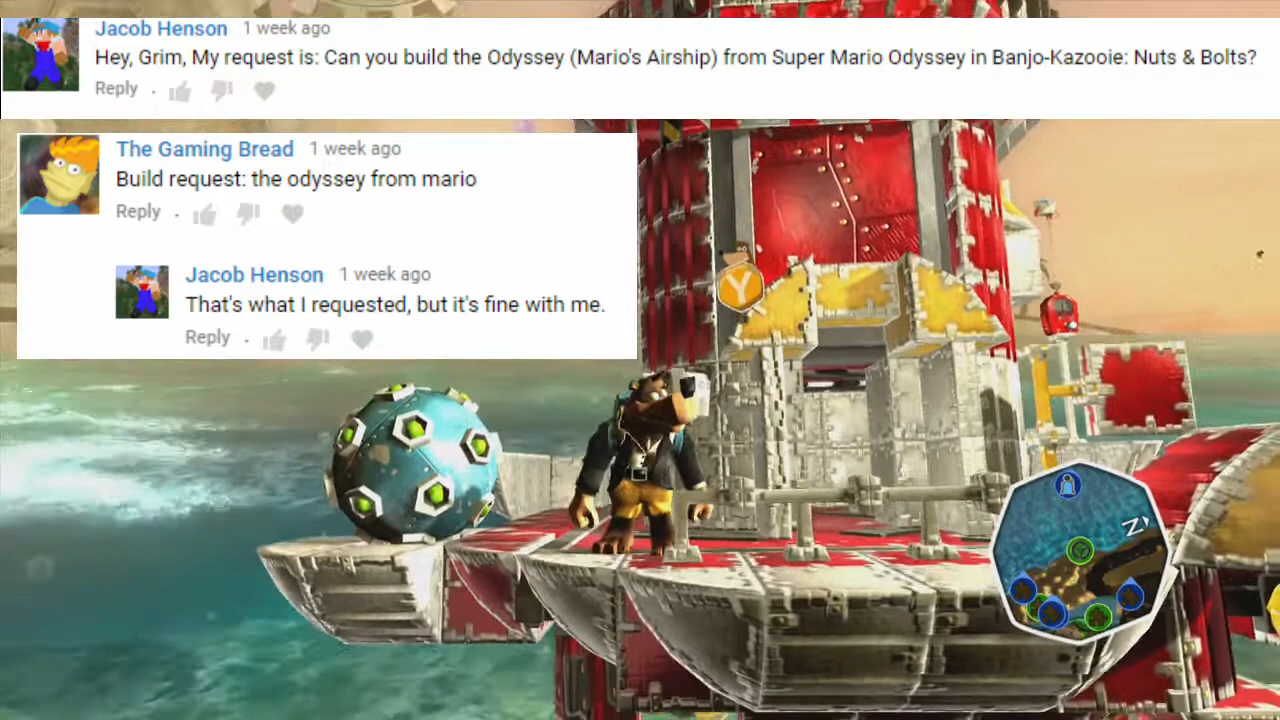 Jacob Henson 1 week ago
Hey, Grim, My request is: Can you build the Odyssey (Mario's Airship) from Super Mario Odyssey in Banjo-Kazooie: Nuts & Bolts?
Reply .
The Gaming Bread 1 week ago
Build request: the odyssey from mario
Reply .
Jacob Henson 1 week ago
That's what I requested, but it's fine with me.
Reply .
Y
N